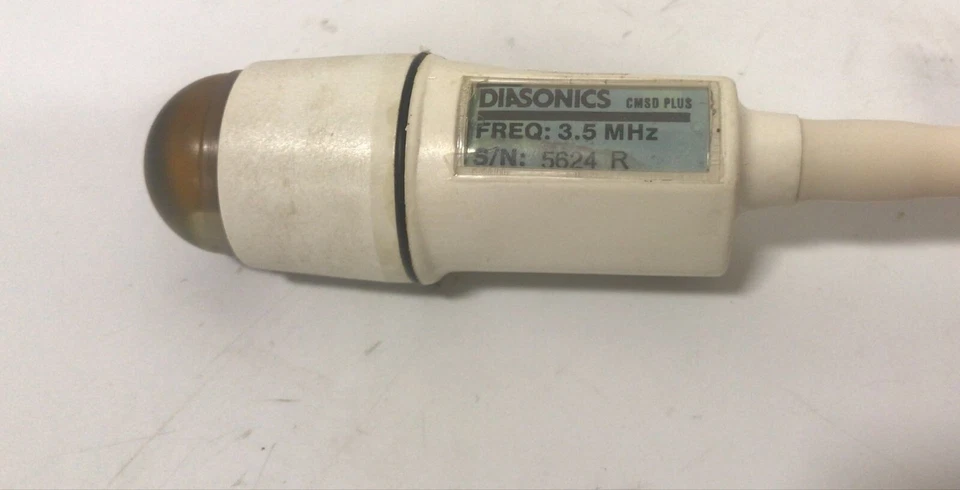 DIASONICS CMSD PLUS
FREQ: 3.5 MHz
S/N: 5624 R